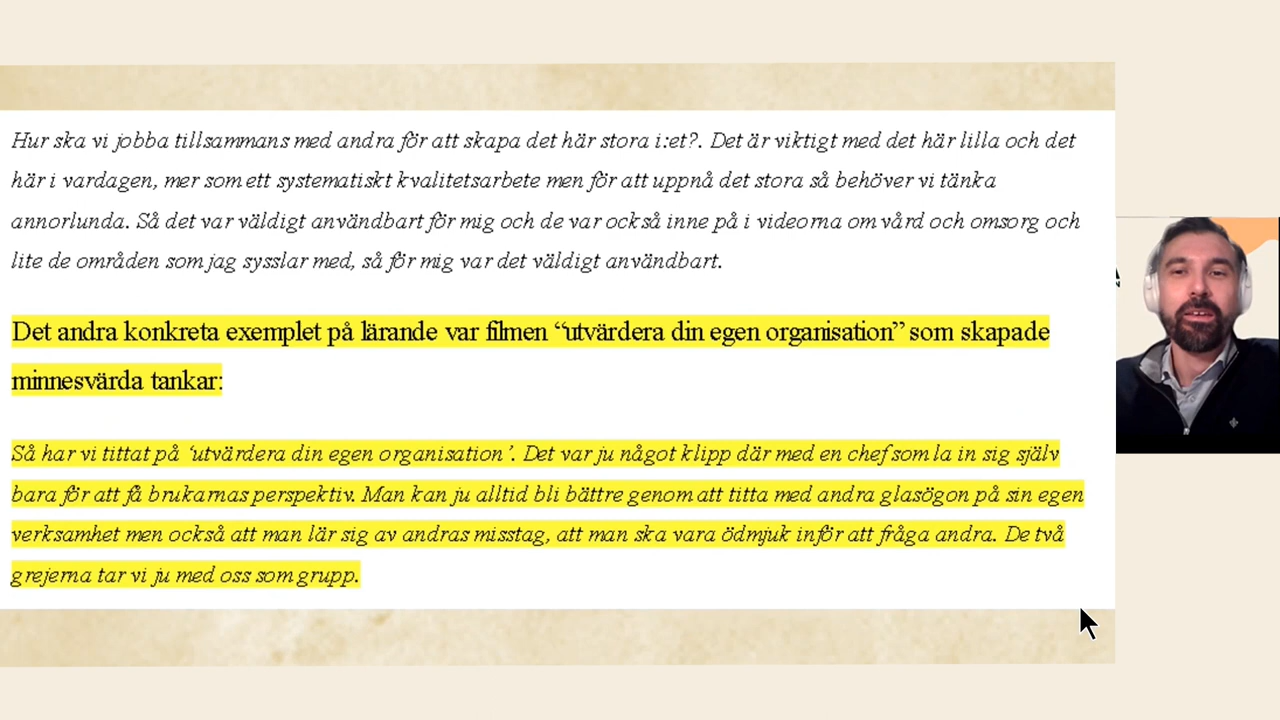 Hur ska vi jobba tillsammans med andra för att skapa det här stora i:et?. Det är viktigt med det här lilla och det
här i vardagen, mer som ett systematiskt kvalitetsarbete men för att uppnå det stora så behöver vi tänka
annorlunda. Så det var väldigt användbart för mig och de var också inne på i videorna om vård och omsorg och
lite de områden som jag sysslar med, så för mig var det väldigt användbart.
Det andra konkreta exemplet på lärande var filmen “utvärdera din egen organisation” som skapade
minnesvärda tankar:
Så har vi tittat på ‘utvärdera din egen organisation’. Det var ju något klipp där med en chef som la in sig själv
bara för att få brukarnas perspektiv. Man kan ju alltid bli bättre genom att titta med andra glasögon på sin egen
verksamhet men också att man lär sig av andras misstag, att man ska vara ödmjuk inför att fråga andra. De två
grejerna tar vi ju med oss som grupp.